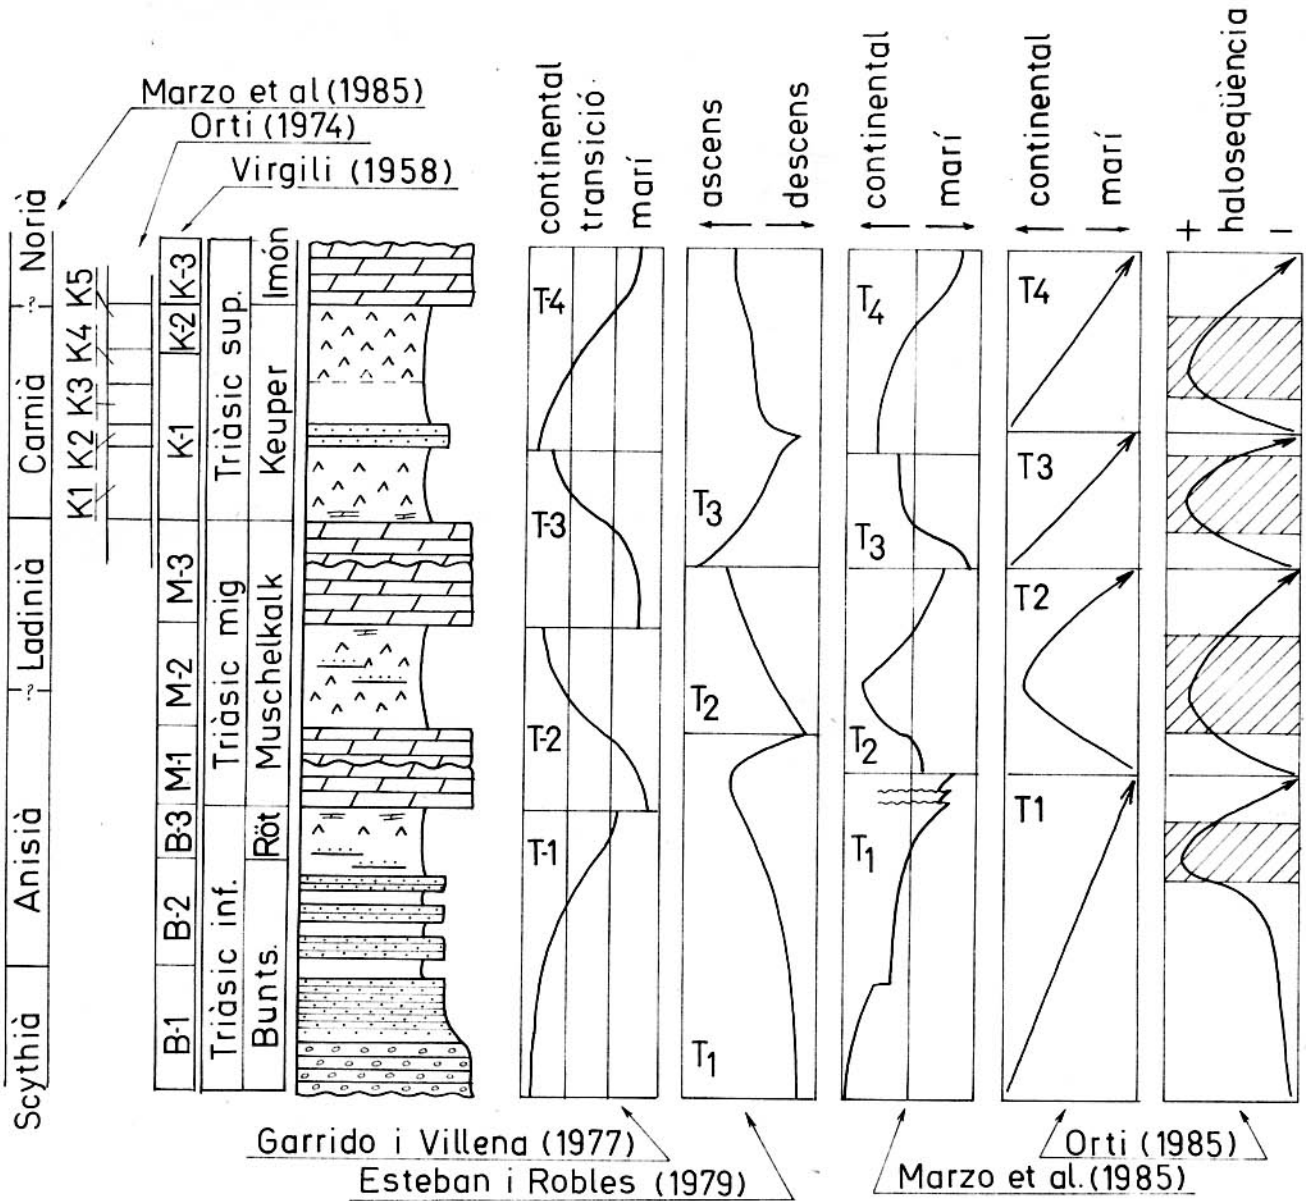 Marzo et al (1985)
Orti (1974)
Virgili (1958)
continental
transició
marí
ascens
descens
continental
marí
continental
marí
haloseqüència
+
-
Norià
-?-
Carnià
Ladinià
-?-
Anisià
Scythià
K5
K4
K3
K2
K1
K-3
K-2
K-1
M-3
M-2
M-1
B-3
B-2
B-1
Triàsic sup.
Triàsic mig
Triàsic inf.
Imón
Keuper
Muschelkalk
Röt
Bunts.
T-4
T-3
T-2
T-1
T3
T2
T1
T4
T3
T2
T1
T4
T3
T2
T1
Garrido i Villena (1977)
Esteban i Robles (1979)
Marzo et al. (1985)
Orti (1985)